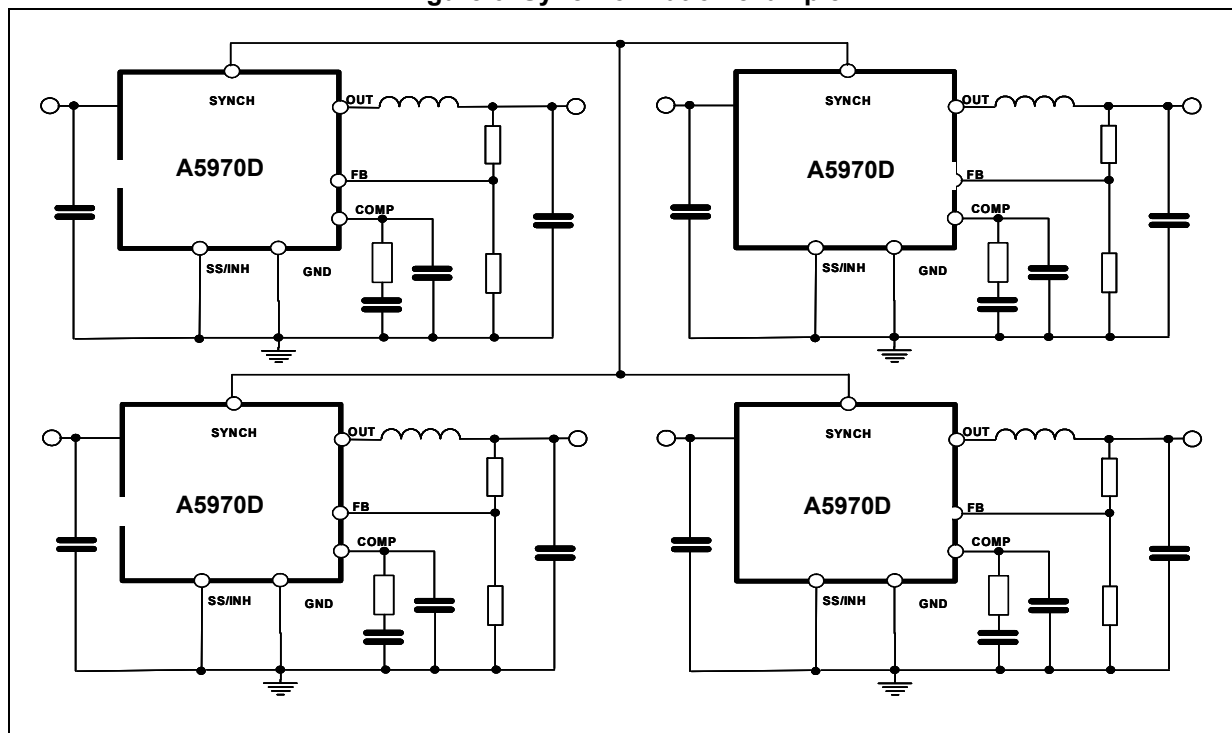 SYNCH
OUT
A5970D
FB
COMP
SS/INH
GND
SYNCH
OUT
A5970D
FB
COMP
SS/INH
GND
SYNCH
OUT
A5970D
FB
COMP
SS/INH
GND
SYNCH
OUT
A5970D
FB
COMP
SS/INH
GND